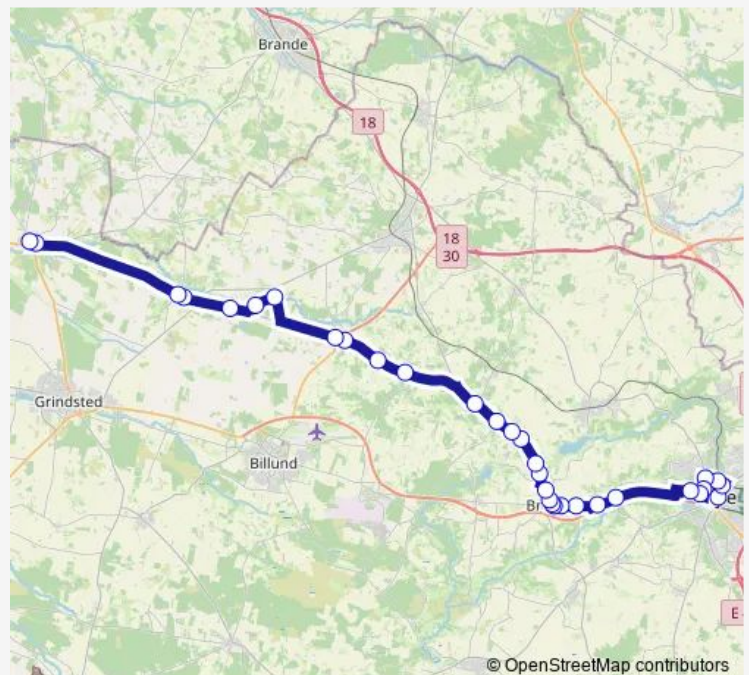 Brande
18
18
30
Grindsted
Billund
E
© OpenStreetMap contributors